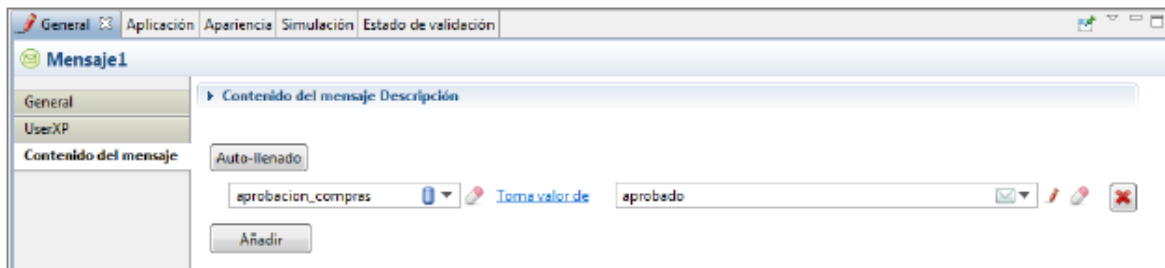 General Aplicación Apariencia Simulación Estado de validación
Mensaje1
General
Contenido del mensaje Descripción
UserXP
Contenido del mensaje
Auto-llenado
aprobacion_compras Toma valor de aprobado
Añadir